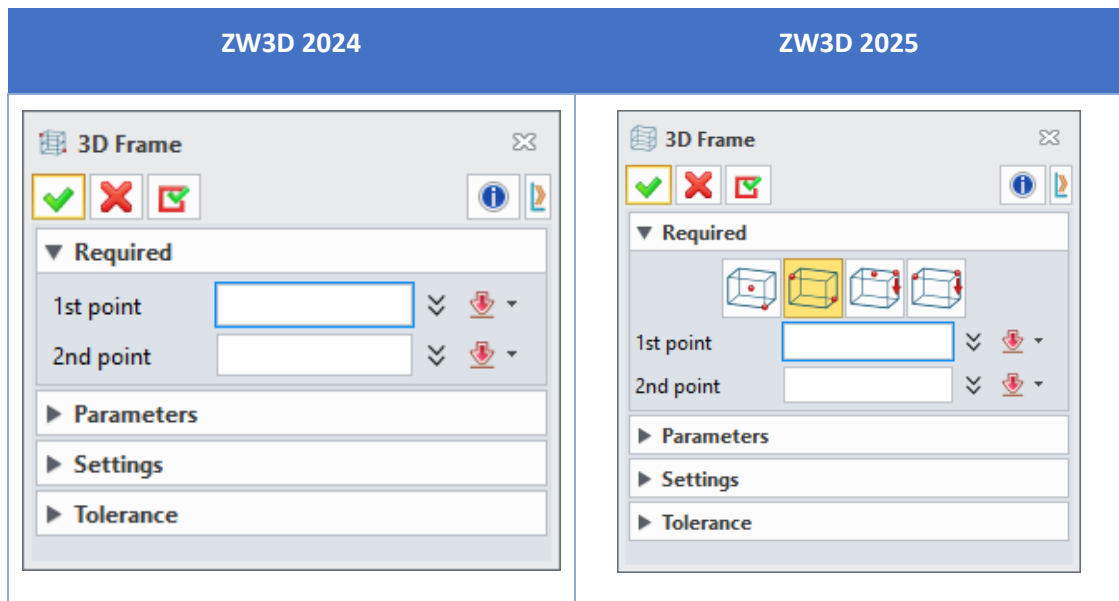 ZW3D 2024
ZW3D 2025
3D Frame
Required
1st point
2nd point
Parameters
Settings
Tolerance
3D Frame
Required
1st point
2nd point
Parameters
Settings
Tolerance